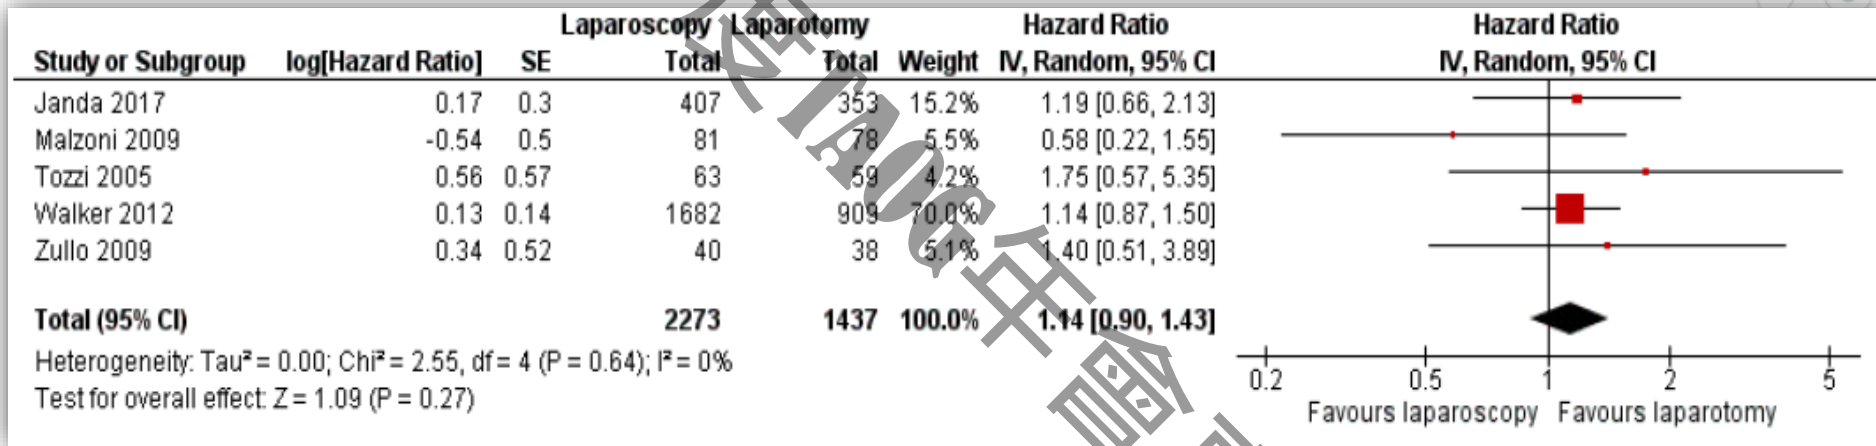 Laparoscopy Laparotomy Hazard Ratio Hazard Ratio
Study or Subgroup log[Hazard Ratio] SE Total Total Weight IV, Random, 95% CI IV, Random, 95% CI
Janda 2017 0.17 0.3 407 353 15.2% 1.19 [0.66, 2.13]
Malzoni 2009 -0.54 0.5 81 78 5.5% 0.58 [0.22, 1.55]
Tozzi 2005 0.56 0.57 63 59 4.2% 1.75 [0.57, 5.35]
Walker 2012 0.13 0.14 1682 909 70.0% 1.14 [0.87, 1.50]
Zullo 2009 0.34 0.52 40 38 5.1% 1.40 [0.51, 3.89]
Total (95% CI) 2273 1437 100.0% 1.14 [0.90, 1.43]
Heterogeneity: Tau² = 0.00; Chi² = 2.55, df = 4 (P = 0.64); I² = 0%
Test for overall effect: Z = 1.09 (P = 0.27)
0.2 0.5 1 2 5
Favours laparoscopy Favours laparotomy
TAOG年會